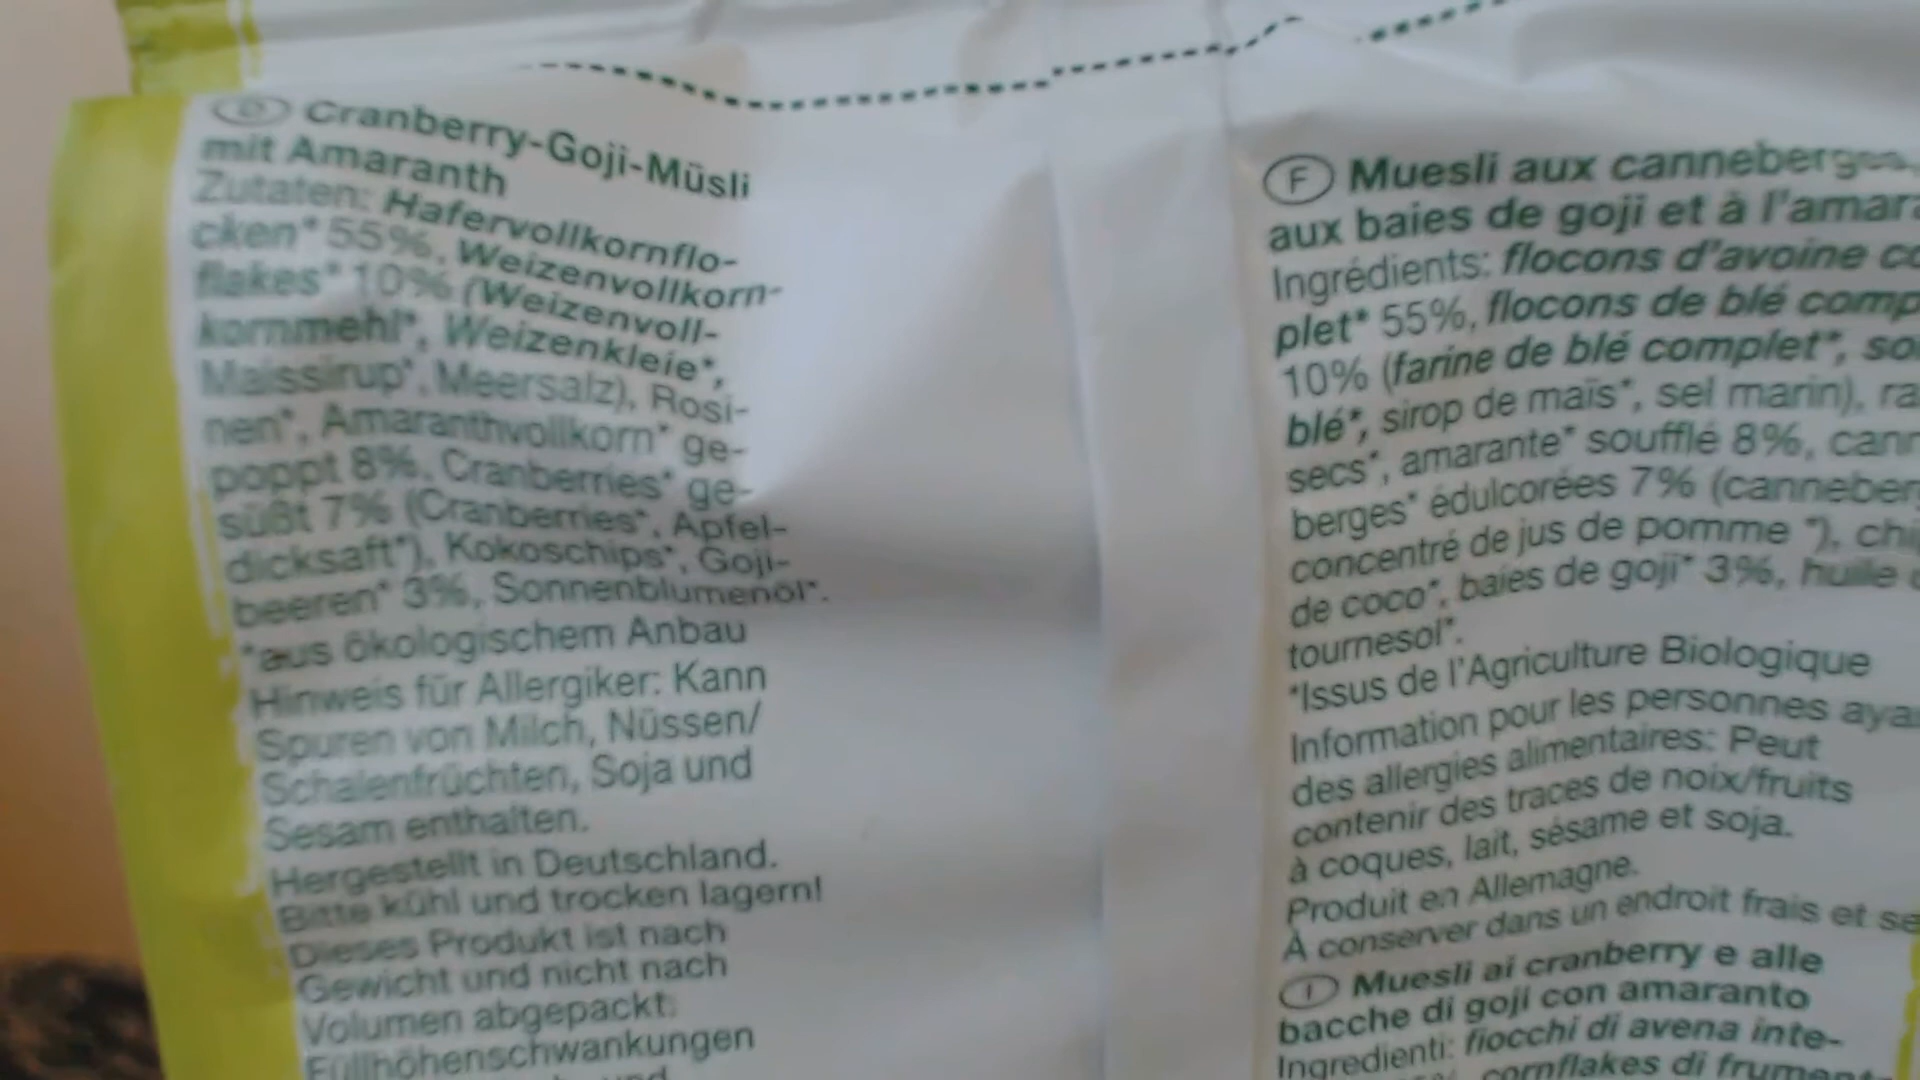 D Cranberry-Goji-Müsli
mit Amaranth
Zutaten: Hafervollkornflo-
cken* 55%, Weizenvollkorn-
flakes* 10% (Weizenvoll-
kornmehl*, Weizenkleie*,
Maissirup*, Meersalz), Rosi-
nen*, Amaranthvollkorn* ge-
poppt 8%, Cranberries* ge-
süßt 7% (Cranberries*, Apfel-
dicksaft*), Kokoschips*, Goji-
beeren* 3%, Sonnenblumenöl*.
*aus ökologischem Anbau
Hinweis für Allergiker: Kann
Spuren von Milch, Nüssen/
Schalenfrüchten, Soja und
Sesam enthalten.
Hergestellt in Deutschland.
Bitte kühl und trocken lagern!
Dieses Produkt ist nach
Gewicht und nicht nach
Volumen abgepackt.
Füllhöhenschwankungen
und
F Muesli aux canneberges,
aux baies de goji et à l'amar
Ingrédients: flocons d'avoine co
plet* 55%, flocons de blé comp
10% (farine de blé complet*, so
blé*, sirop de maïs*, sel marin), ra
secs*, amarante* soufflé 8%, cann
berges* édulcorées 7% (canneber
concentré de jus de pomme *), chi
de coco*, baies de goji* 3%, huile
tournesol*.
*Issus de l'Agriculture Biologique
Information pour les personnes aya
des allergies alimentaires: Peut
contenir des traces de noix/fruits
à coques, lait, sésame et soja.
Produit en Allemagne.
À conserver dans un endroit frais et se
I Muesli ai cranberry e alle
bacche di goji con amaranto
Ingredienti: fiocchi di avena inte-
cornflakes di frument